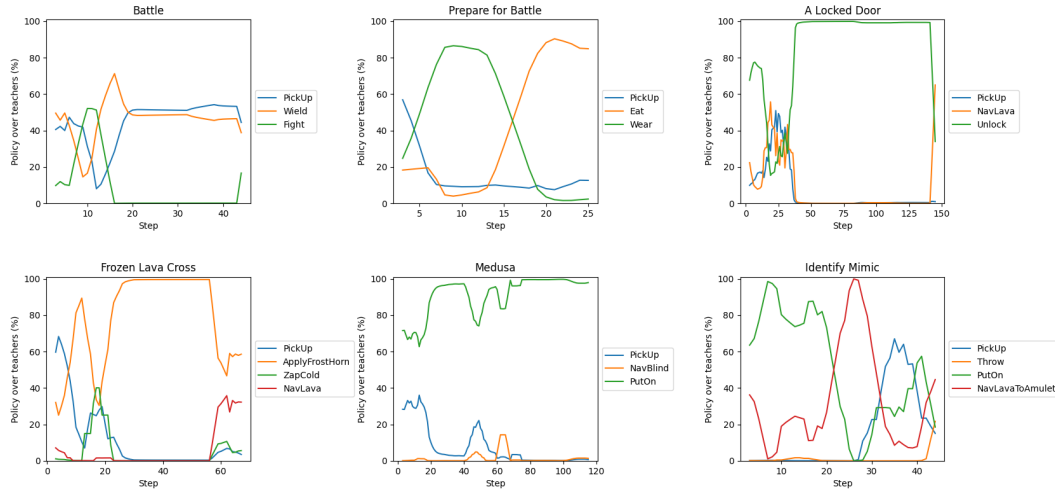 Battle
Policy over teachers (%)
100
80
60
40
20
0
10
20
30
40
Step
PickUp
Wield
Fight
Prepare for Battle
Policy over teachers (%)
100
80
60
40
20
0
5
10
15
20
25
Step
PickUp
Eat
Wear
A Locked Door
Policy over teachers (%)
100
80
60
40
20
0
0
25
50
75
100
125
150
Step
PickUp
NavLava
Unlock
Frozen Lava Cross
Policy over teachers (%)
100
80
60
40
20
0
0
10
20
30
40
50
60
Step
PickUp
ApplyFrostHorn
ZapCold
NavLava
Medusa
Policy over teachers (%)
100
80
60
40
20
0
0
20
40
60
80
100
120
Step
PickUp
NavBlind
PutOn
Identify Mimic
Policy over teachers (%)
100
80
60
40
20
0
10
20
30
40
Step
PickUp
Throw
PutOn
NavLavaToAmulet